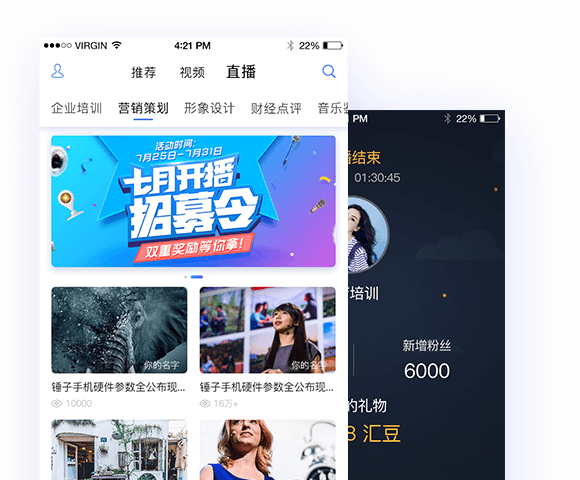 VIRGIN 4:21 PM 22%
推荐 视频 直播
企业培训 营销策划 形象设计 财经点评 音乐
活动时间:
7月25日-7月31日
七月开播
招募令
双重奖励等你拿!
你的名字
锤子手机硬件参数全公布现...
10000
你的名字
锤子手机硬件参数全公布现...
16万+
PM 22%
结束
01:30:45
培训
新增粉丝
6000
的礼物
8 汇豆